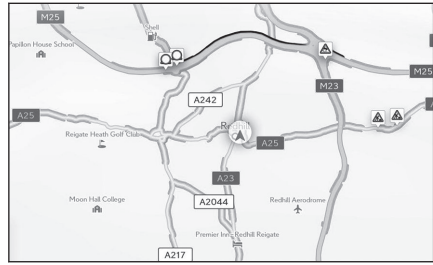 M25
Shell
Papillon House School
M25
M23
A242
A25
Redhill
Reigate Heath Golf Club
A25
A23
Moon Hall College
A2044
Redhill Aerodrome
Premier Inn Redhill Reigate
A217